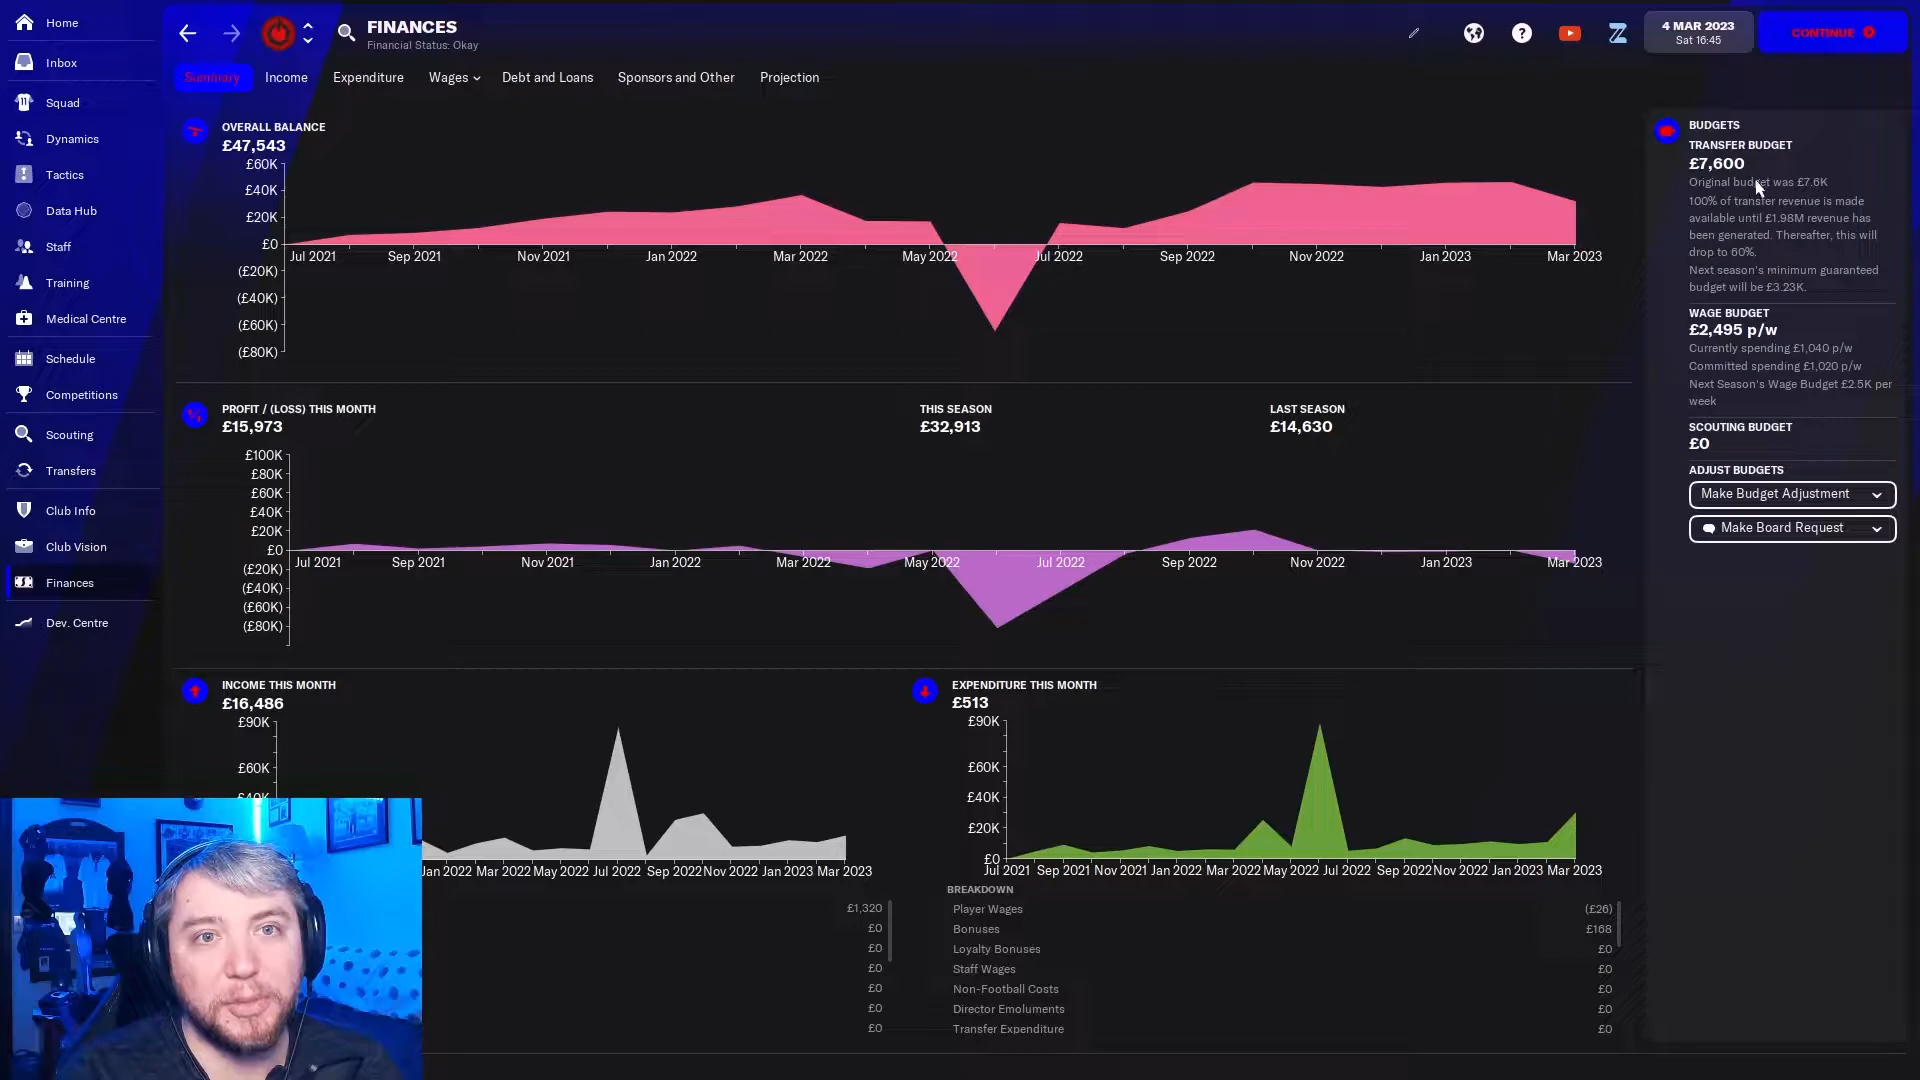 Home
Inbox
Squad
Dynamics
Tactics
Data Hub
Staff
Training
Medical Centre
Schedule
Competitions
Scouting
Transfers
Club Info
Club Vision
Finances
Dev. Centre
FINANCES
Financial Status: Okay
4 MAR 2023
Sat 16:45
CONTINUE
Summary Income Expenditure Wages Debt and Loans Sponsors and Other Projection
OVERALL BALANCE
£47,543
£60K
£40K
£20K
£0
(£20K)
(£40K)
(£60K)
(£80K)
Jul 2021 Sep 2021 Nov 2021 Jan 2022 Mar 2022 May 2022 Jul 2022 Sep 2022 Nov 2022 Jan 2023 Mar 2023
PROFIT / (LOSS) THIS MONTH
£15,973
THIS SEASON
£32,913
LAST SEASON
£14,630
£100K
£80K
£60K
£40K
£20K
£0
(£20K)
(£40K)
(£60K)
(£80K)
Jul 2021 Sep 2021 Nov 2021 Jan 2022 Mar 2022 May 2022 Jul 2022 Sep 2022 Nov 2022 Jan 2023 Mar 2023
INCOME THIS MONTH
£16,486
£90K
£60K
Jan 2022 Mar 2022 May 2022 Jul 2022 Sep 2022 Nov 2022 Jan 2023 Mar 2023
£1,320
£0
£0
£0
£0
£0
£0
EXPENDITURE THIS MONTH
£513
£90K
£60K
£40K
£20K
£0
Jul 2021 Sep 2021 Nov 2021 Jan 2022 Mar 2022 May 2022 Jul 2022 Sep 2022 Nov 2022 Jan 2023 Mar 2023
BREAKDOWN
Player Wages (£26)
Bonuses £168
Loyalty Bonuses £0
Staff Wages £0
Non-Football Costs £0
Director Emoluments £0
Transfer Expenditure £0
BUDGETS
TRANSFER BUDGET
£7,600
Original budget was £7.6K
100% of transfer revenue is made
available until £1.98M revenue has
been generated. Thereafter, this will
drop to 60%.
Next season's minimum guaranteed
budget will be £3.23K.
WAGE BUDGET
£2,495 p/w
Currently spending £1,040 p/w
Committed spending £1,020 p/w
Next Season's Wage Budget £2.5K per
week
SCOUTING BUDGET
£0
ADJUST BUDGETS
Make Budget Adjustment
Make Board Request